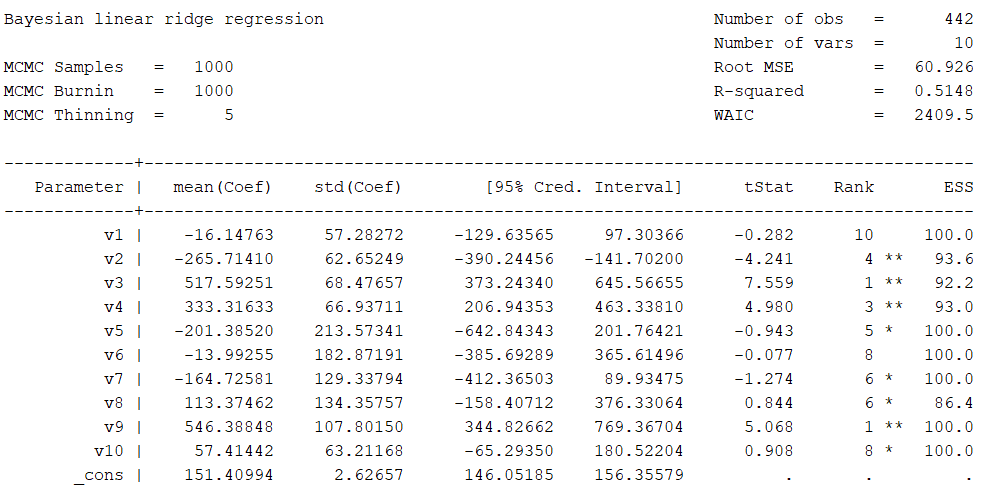 Bayesian linear ridge regression                                       Number of obs   =      442
                                                                       Number of vars  =       10
MCMC Samples   =   1000                                                Root MSE        =   60.926
MCMC Burnin    =   1000                                                R-squared       =   0.5148
MCMC Thinning  =      5                                                WAIC            =   2409.5
-------------+-----------------------------------------------------------------------------------
   Parameter |   mean(Coef)    std(Coef)        [95% Cred. Interval]      tStat    Rank       ESS
-------------+-----------------------------------------------------------------------------------
          v1 |    -16.14763     57.28272     -129.63565     97.30366     -0.282      10     100.0
          v2 |   -265.71410     62.65249     -390.24456   -141.70200     -4.241       4 **   93.6
          v3 |    517.59251     68.47657      373.24340    645.56655      7.559       1 **   92.2
          v4 |    333.31633     66.93711      206.94353    463.33810      4.980       3 **   93.0
          v5 |   -201.38520    213.57341     -642.84343    201.76421     -0.943       5 *   100.0
          v6 |    -13.99255    182.87191     -385.69289    365.61496     -0.077       8     100.0
          v7 |   -164.72581    129.33794     -412.36503     89.93475     -1.274       6 *   100.0
          v8 |    113.37462    134.35757     -158.40712    376.33064      0.844       6 *    86.4
          v9 |    546.38848    107.80150      344.82662    769.36704      5.068       1 **  100.0
         v10 |     57.41442     63.21168      -65.29350    180.52204      0.908       8 *   100.0
       _cons |    151.40994      2.62657      146.05185    156.35579          .       .         .